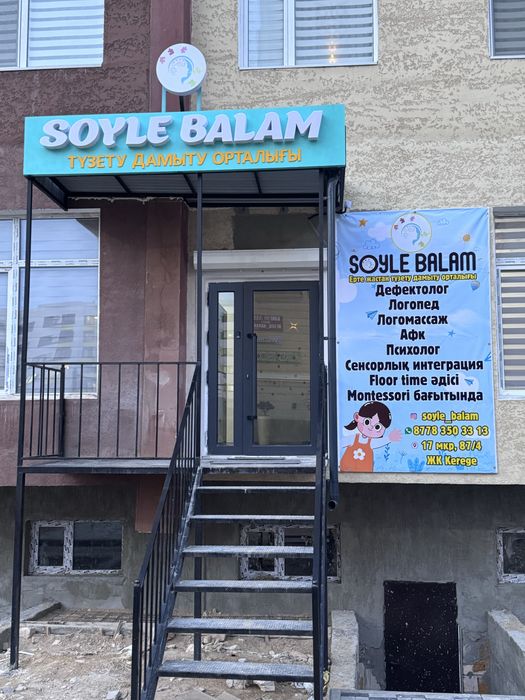 SOYLE BALAM
ТҮЗЕТУ ДАМЫТУ ОРТАЛЫҒЫ
SOYLE BALAM
Ерте жастан түзету дамыту орталығы
Дефектолог
Логопед
Логомассаж
Афк
Психолог
Сенсорлық интеграция
Floor time әдісі
Montessori бағытында
soyle_balam
8778 350 33 13
17 мкр, 87/4
ЖК Kerege